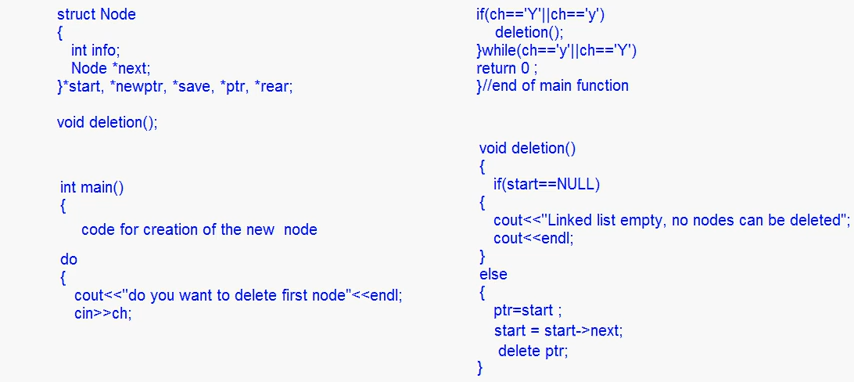 struct Node
{
int info;
Node *next;
}*start, *newptr, *save, *ptr, *rear;
void deletion();
int main()
{
code for creation of the new node
do
{
cout<<"do you want to delete first node"<<endl;
cin>>ch;
if(ch=='Y'||ch=='y')
deletion();
}while(ch=='y'||ch=='Y')
return 0 ;
}//end of main function
void deletion()
{
if(start==NULL)
{
cout<<"Linked list empty, no nodes can be deleted";
cout<<endl;
}
else
{
ptr=start ;
start = start->next;
delete ptr;
}